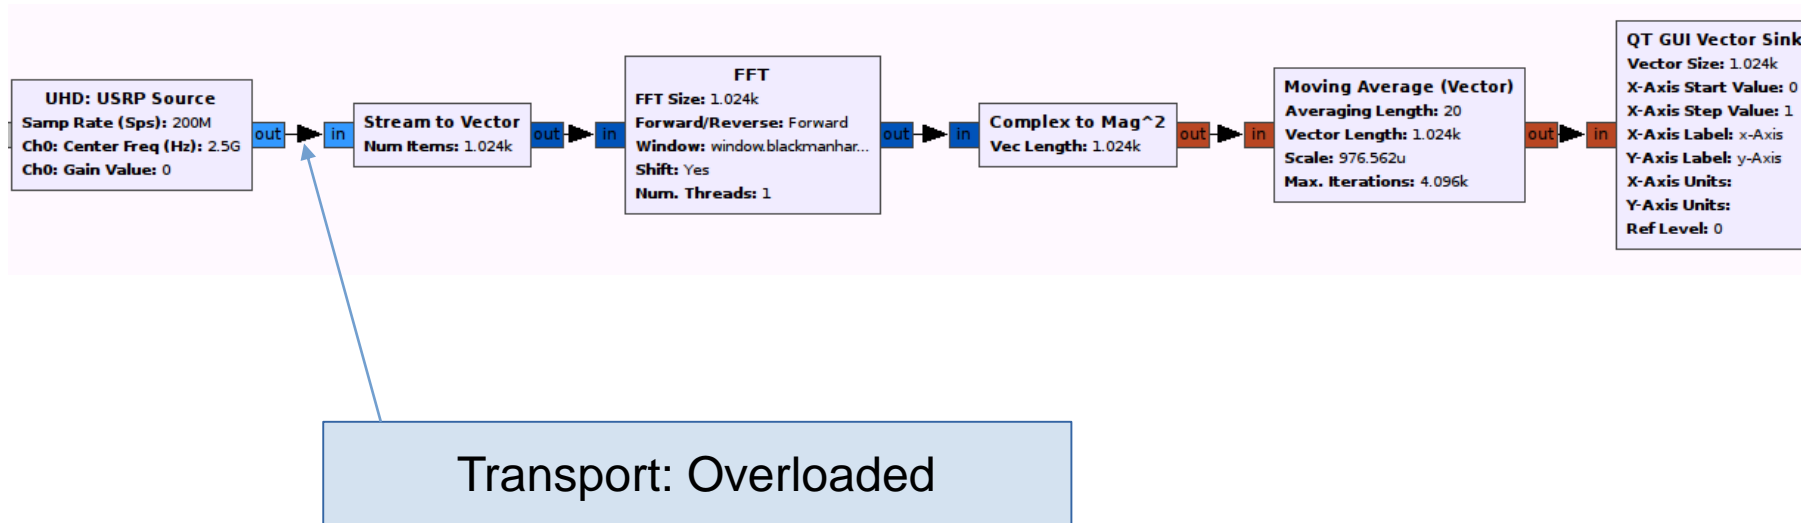 UHD: USRP Source
Samp Rate (Sps): 200M
Ch0: Center Freq (Hz): 2.5G
Ch0: Gain Value: 0
out
in
Stream to Vector
Num Items: 1.024k
out
in
FFT
FFT Size: 1.024k
Forward/Reverse: Forward
Window: window.blackmanhar...
Shift: Yes
Num. Threads: 1
out
in
Complex to Mag^2
Vec Length: 1.024k
out
in
Moving Average (Vector)
Averaging Length: 20
Vector Length: 1.024k
Scale: 976.562u
Max. Iterations: 4.096k
out
in
QT GUI Vector Sink
Vector Size: 1.024k
X-Axis Start Value: 0
X-Axis Step Value: 1
X-Axis Label: x-Axis
Y-Axis Label: y-Axis
X-Axis Units:
Y-Axis Units:
Ref Level: 0
Transport: Overloaded